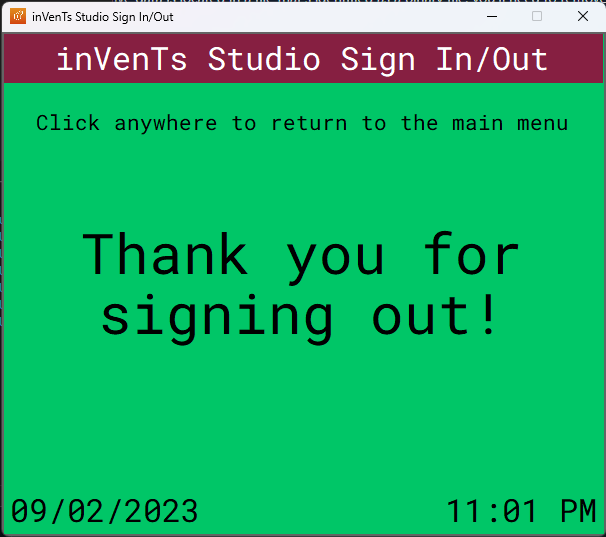 inVenTs Studio Sign In/Out
inVenTs Studio Sign In/Out
Click anywhere to return to the main menu
Thank you for
signing out!
09/02/2023 11:01 PM